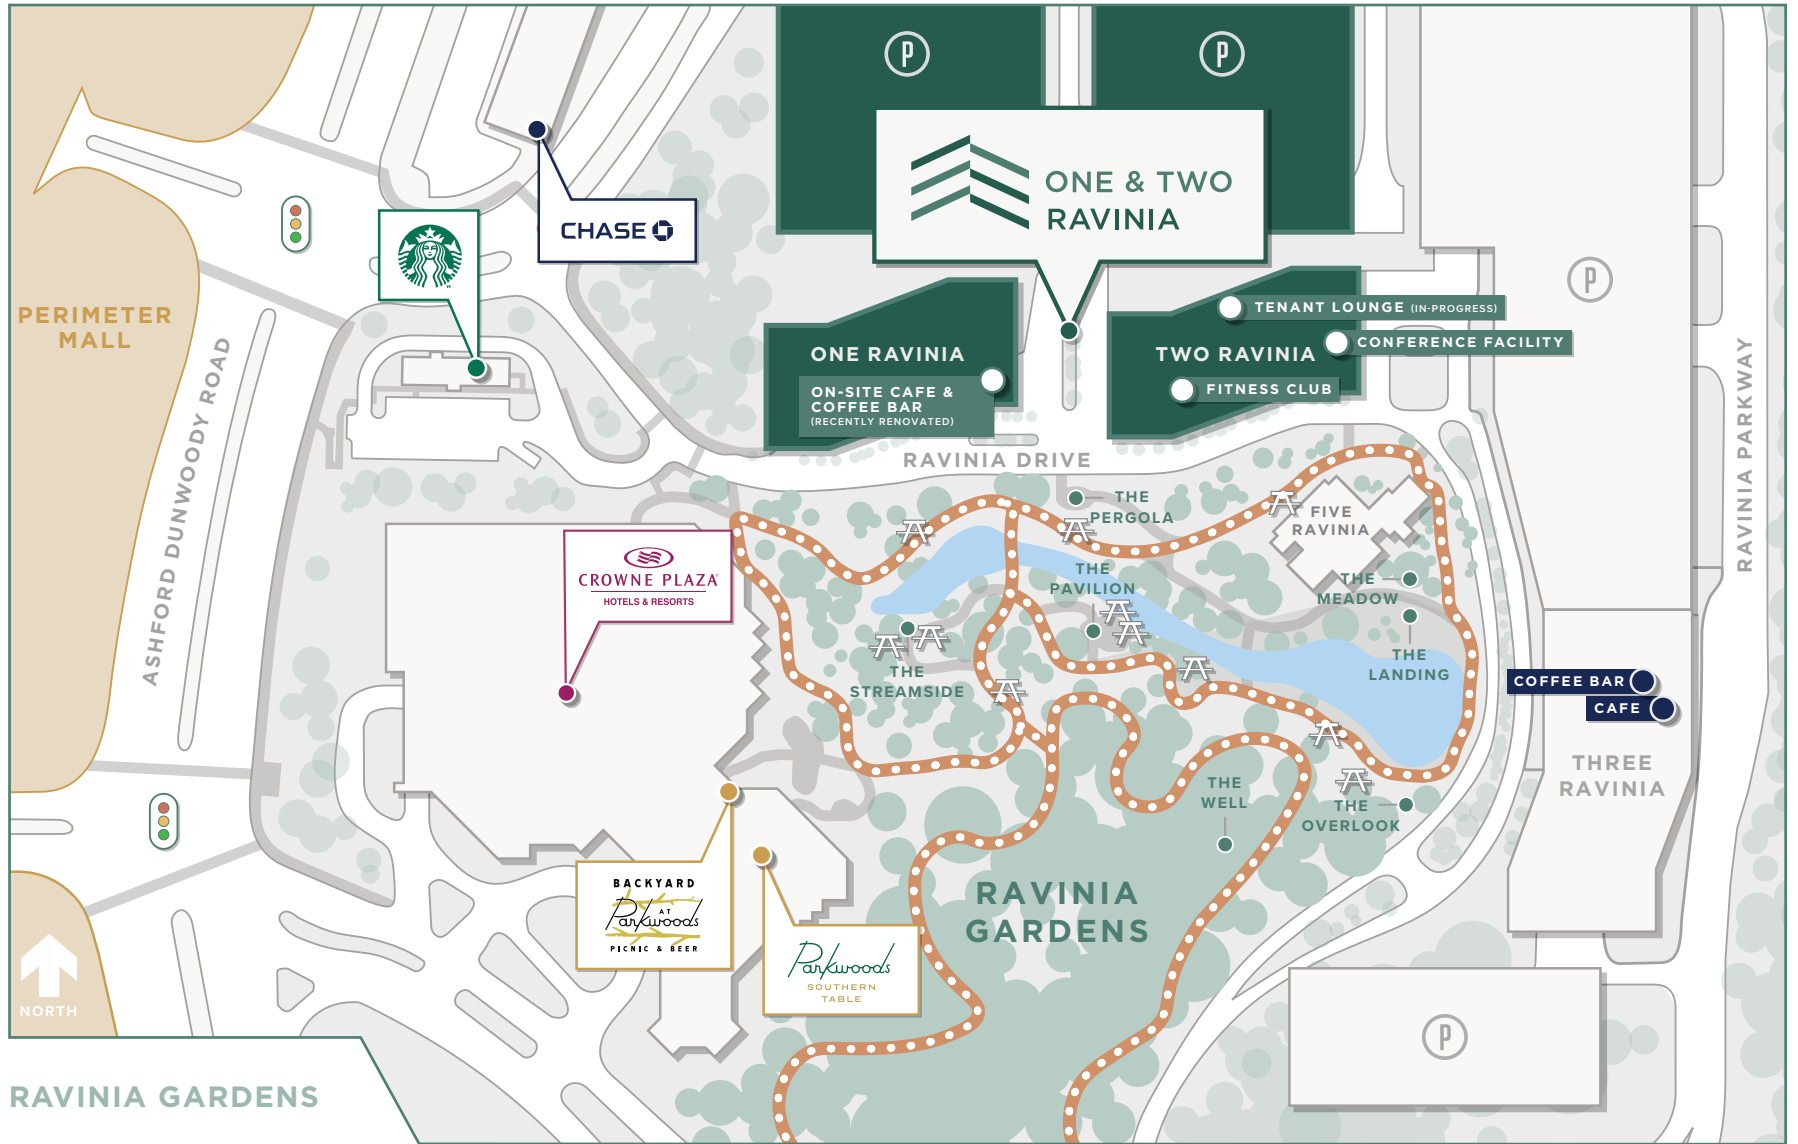 P
P
ONE & TWO
RAVINIA
CHASE
P
PERIMETER
MALL
ASHFORD DUNWOODY ROAD
ONE RAVINIA
ON-SITE CAFE &
COFFEE BAR
(RECENTLY RENOVATED)
TWO RAVINIA
TENANT LOUNGE (IN-PROGRESS)
CONFERENCE FACILITY
FITNESS CLUB
RAVINIA PARKWAY
RAVINIA DRIVE
THE
PERGOLA
FIVE
RAVINIA
CROWNE PLAZA
HOTELS & RESORTS
THE
PAVILION
THE
MEADOW
THE
LANDING
THE
STREAMSIDE
COFFEE BAR
CAFE
THREE
RAVINIA
THE
WELL
THE
OVERLOOK
RAVINIA
GARDENS
BACKYARD
AT
Parkwoods
PICNIC & BEER
Parkwoods
SOUTHERN
TABLE
NORTH
P
RAVINIA GARDENS